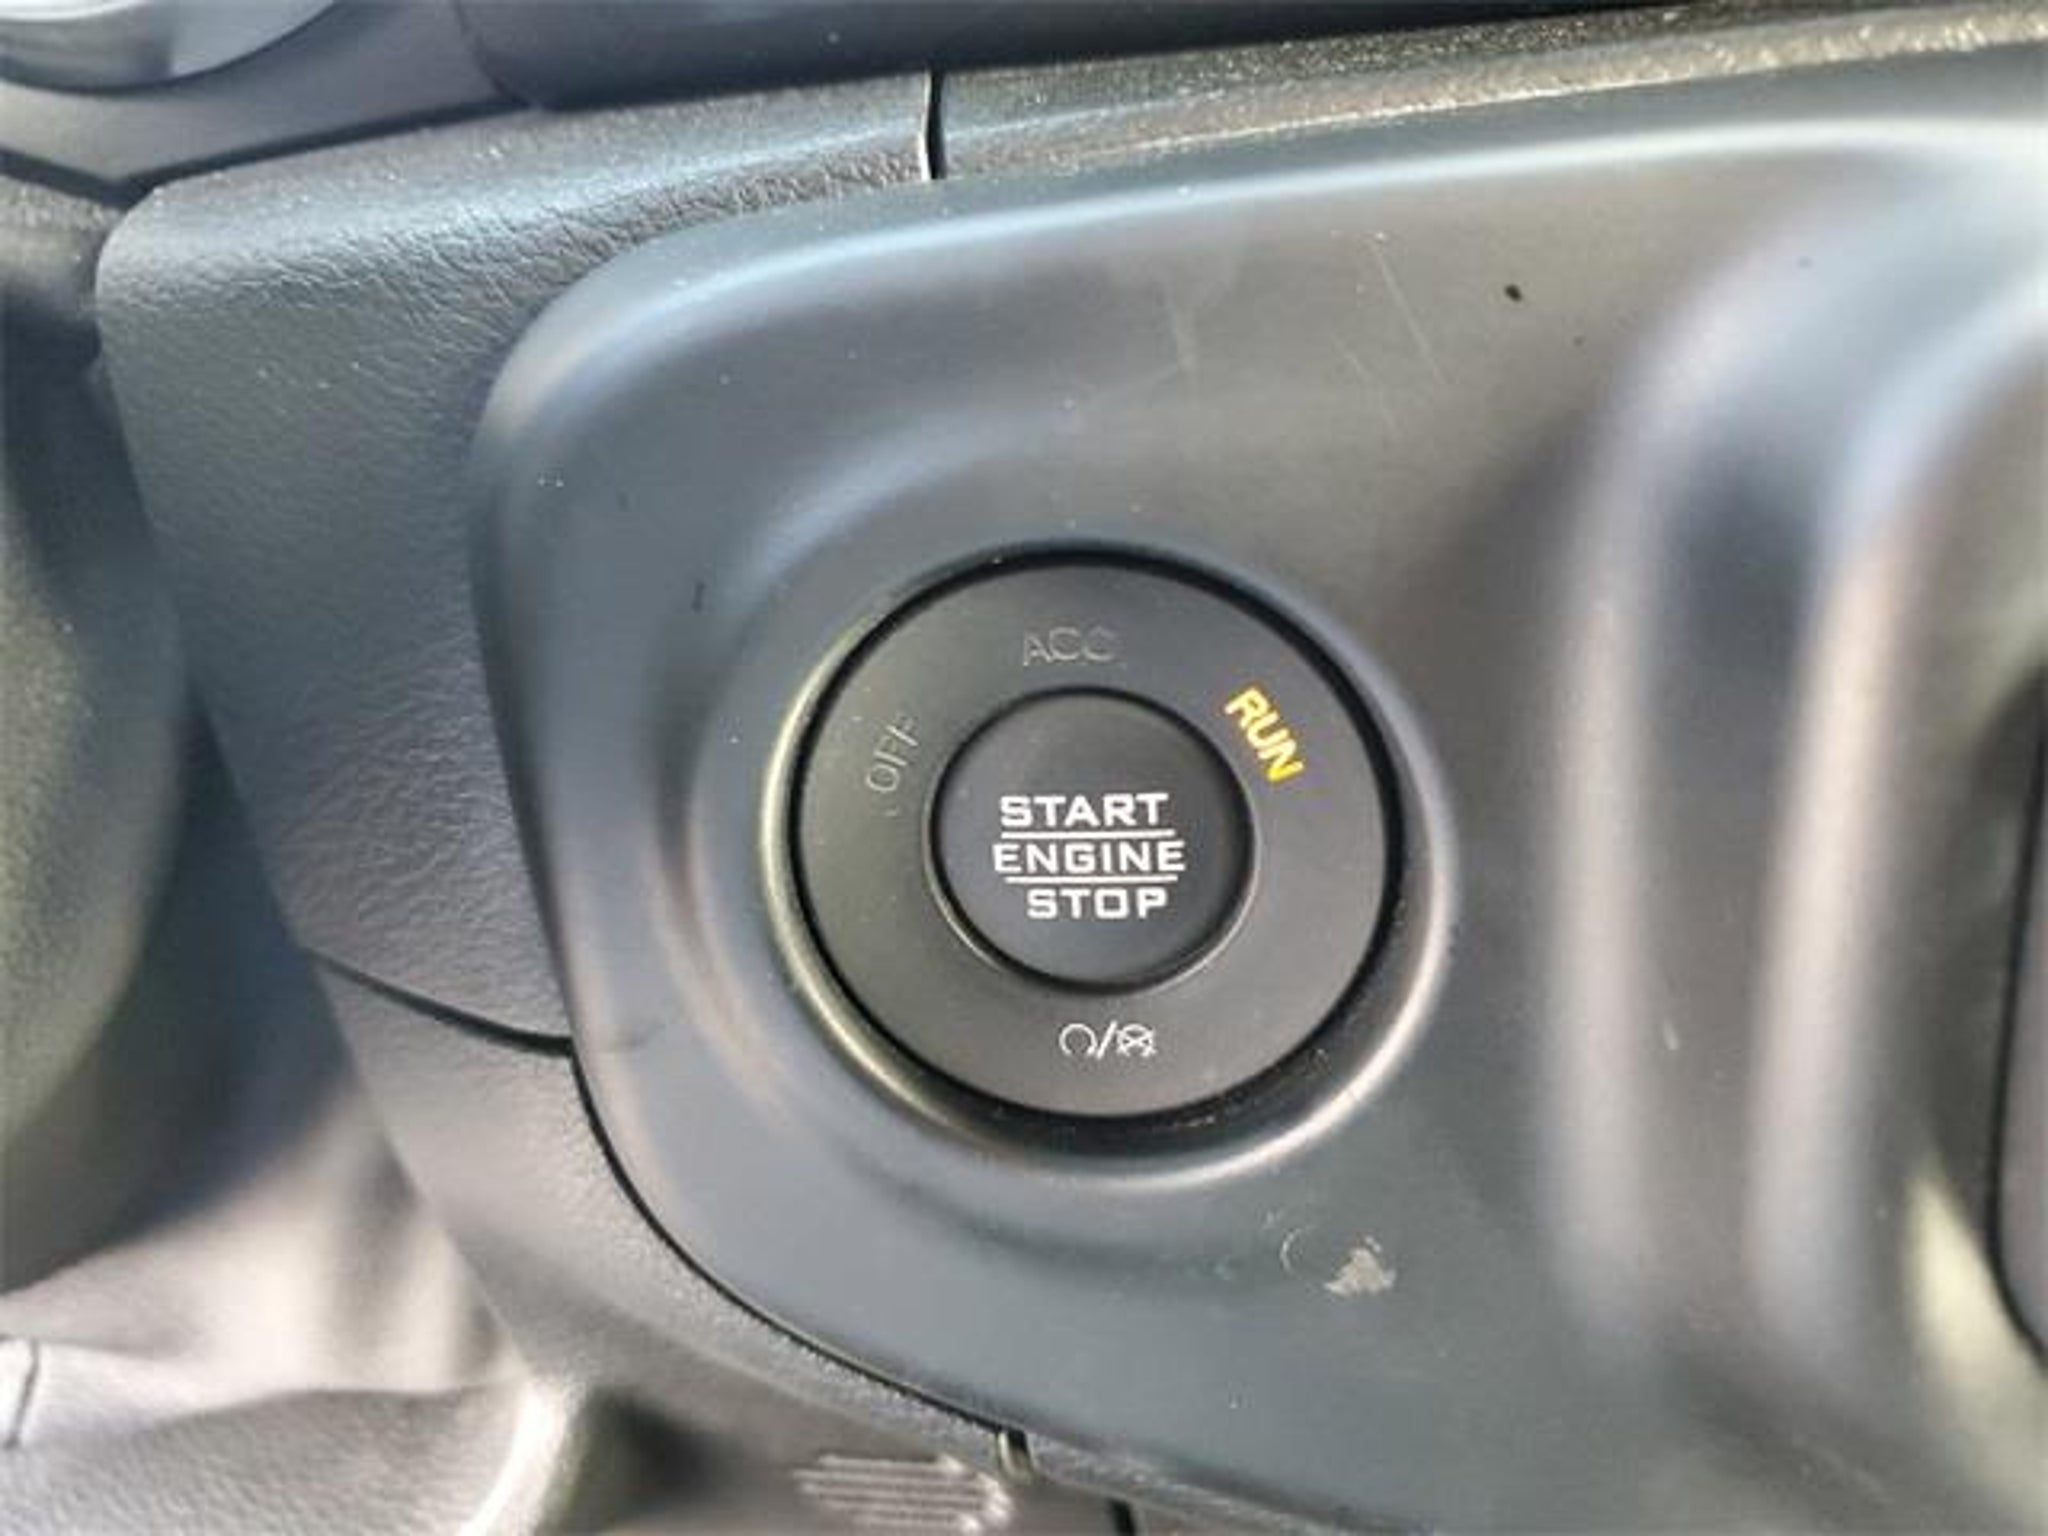 ACC
OFF
RUN
START
ENGINE
STOP